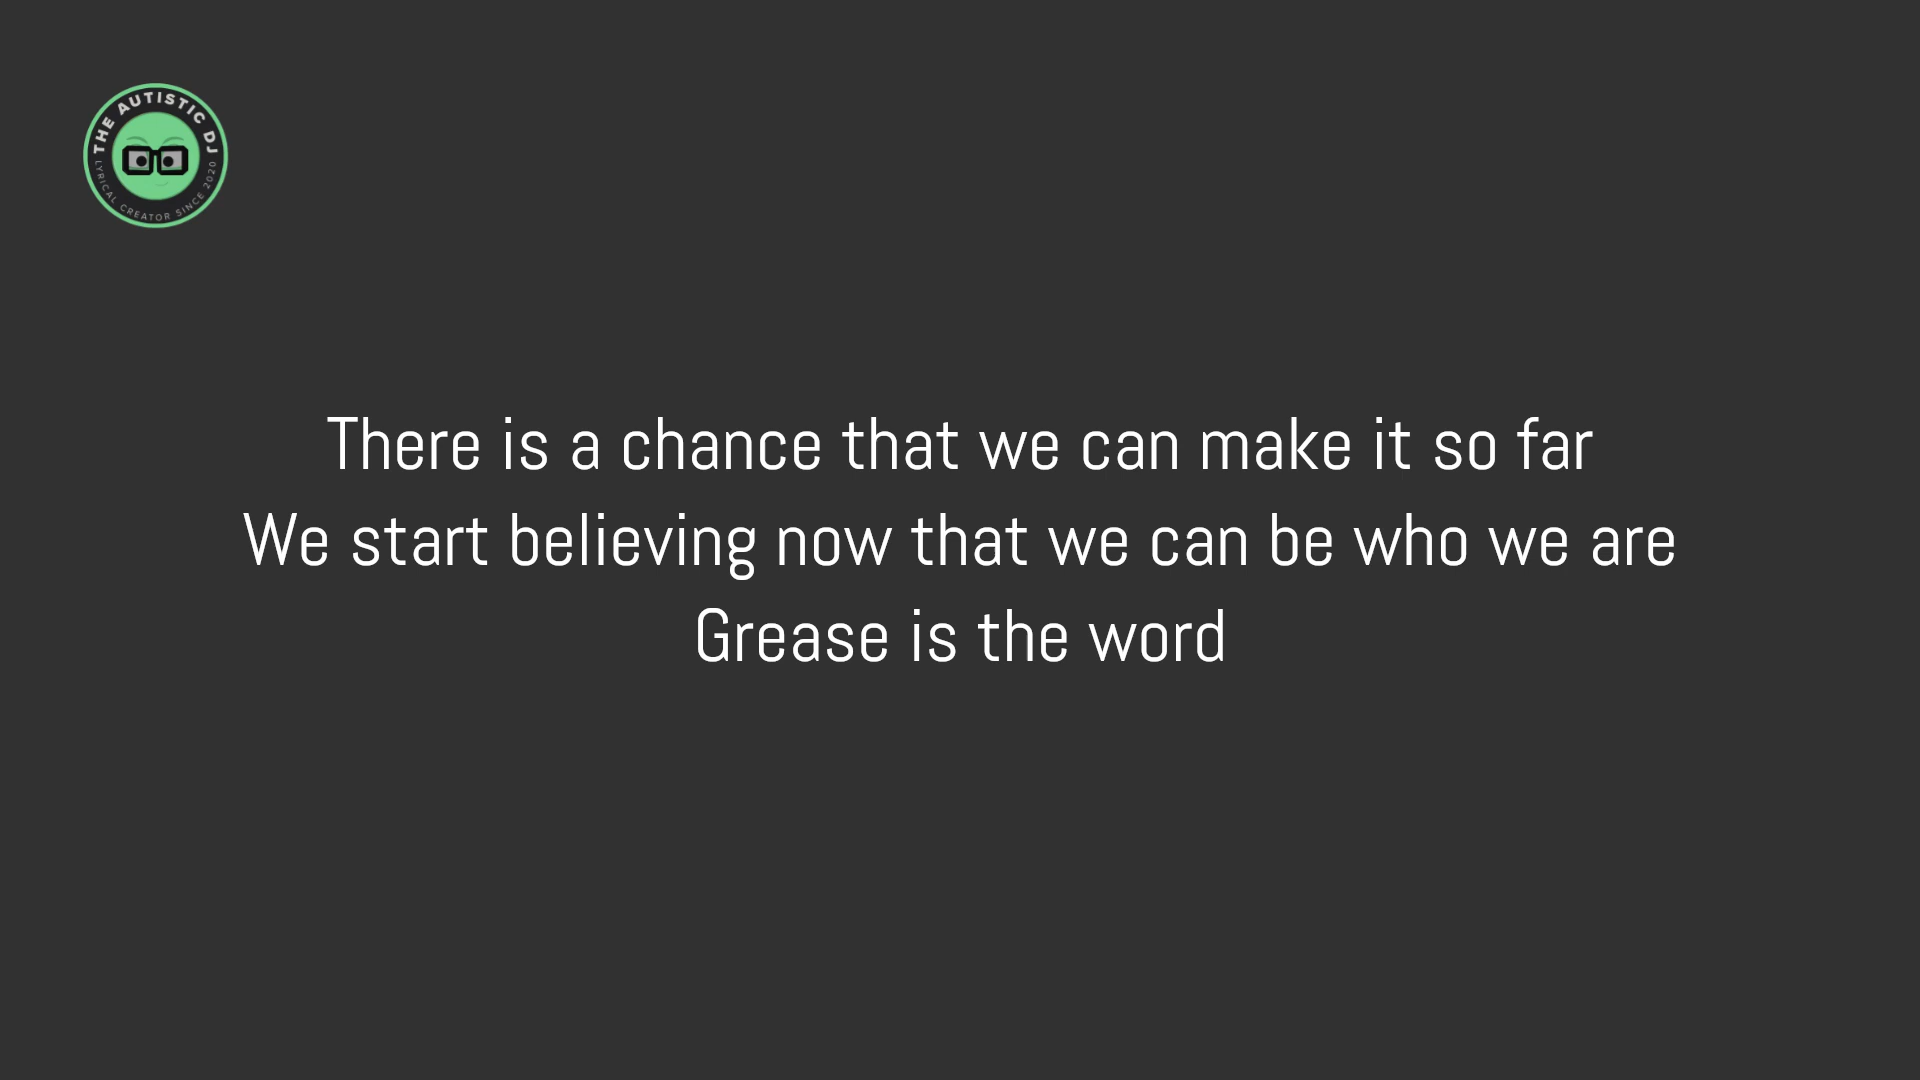 THE AUTISTIC DJ
LYRICAL CREATOR SINCE 2020
There is a chance that we can make it so far
We start believing now that we can be who we are
Grease is the word